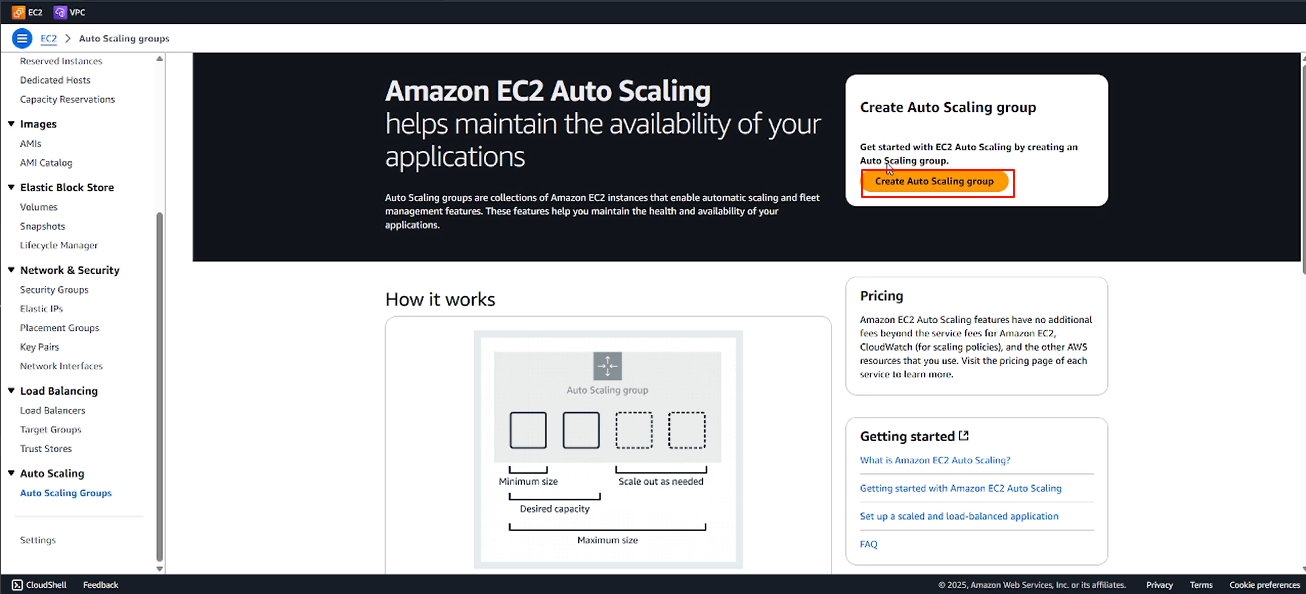 EC2 VPC
EC2 > Auto Scaling groups
Reserved Instances
Dedicated Hosts
Capacity Reservations
Images
AMIs
AMI Catalog
Elastic Block Store
Volumes
Snapshots
Lifecycle Manager
Network & Security
Security Groups
Elastic IPs
Placement Groups
Key Pairs
Network Interfaces
Load Balancing
Load Balancers
Target Groups
Trust Stores
Auto Scaling
Auto Scaling Groups
Settings
Amazon EC2 Auto Scaling
helps maintain the availability of your
applications
Auto Scaling groups are collections of Amazon EC2 instances that enable automatic scaling and fleet
management features. These features help you maintain the health and availability of your
applications.
Create Auto Scaling group
Get started with EC2 Auto Scaling by creating an
Auto Scaling group.
Create Auto Scaling group
How it works
Auto Scaling group
Minimum size
Scale out as needed
Desired capacity
Maximum size
Pricing
Amazon EC2 Auto Scaling features have no additional
fees beyond the service fees for Amazon EC2,
CloudWatch (for scaling policies), and the other AWS
resources that you use. Visit the pricing page of each
service to learn more.
Getting started
What is Amazon EC2 Auto Scaling?
Getting started with Amazon EC2 Auto Scaling
Set up a scaled and load-balanced application
FAQ
CloudShell Feedback
© 2025, Amazon Web Services, Inc. or its affiliates. Privacy Terms Cookie preferences